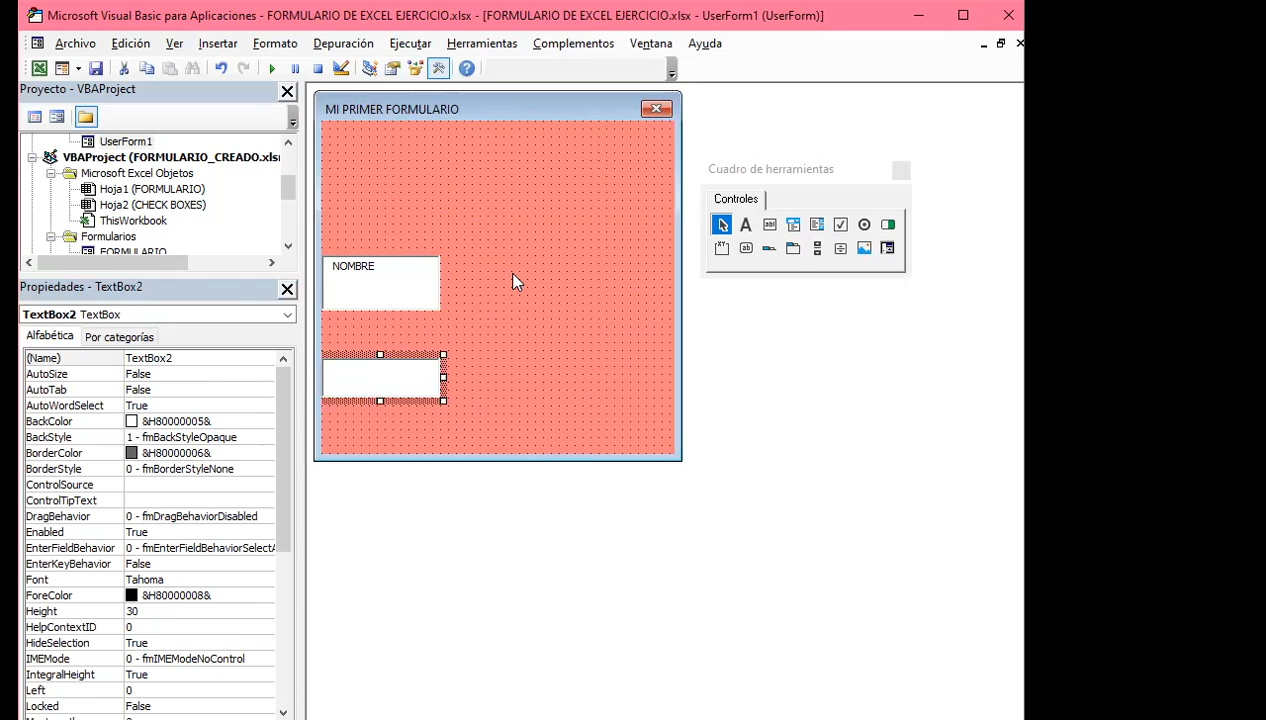 Microsoft Visual Basic para Aplicaciones - FORMULARIO DE EXCEL EJERCICIO.xlsx - [FORMULARIO DE EXCEL EJERCICIO.xlsx - UserForm1 (UserForm)]
Archivo Edición Ver Insertar Formato Depuración Ejecutar Herramientas Complementos Ventana Ayuda
Proyecto - VBAProject
UserForm1
VBAProject (FORMULARIO_CREADO.xlsr
Microsoft Excel Objetos
Hoja1 (FORMULARIO)
Hoja2 (CHECK BOXES)
ThisWorkbook
Formularios
FORMULARIO
Propiedades - TextBox2
TextBox2 TextBox
Alfabética Por categorías
(Name) TextBox2
AutoSize False
AutoTab False
AutoWordSelect True
BackColor &H80000005&
BackStyle 1 - fmBackStyleOpaque
BorderColor &H80000006&
BorderStyle 0 - fmBorderStyleNone
ControlSource
ControlTipText
DragBehavior 0 - fmDragBehaviorDisabled
Enabled True
EnterFieldBehavior 0 - fmEnterFieldBehaviorSelectA
EnterKeyBehavior False
Font Tahoma
ForeColor &H80000008&
Height 30
HelpContextID 0
HideSelection True
IMEMode 0 - fmIMEModeNoControl
IntegralHeight True
Left 0
Locked False
MI PRIMER FORMULARIO
NOMBRE
Cuadro de herramientas
Controles